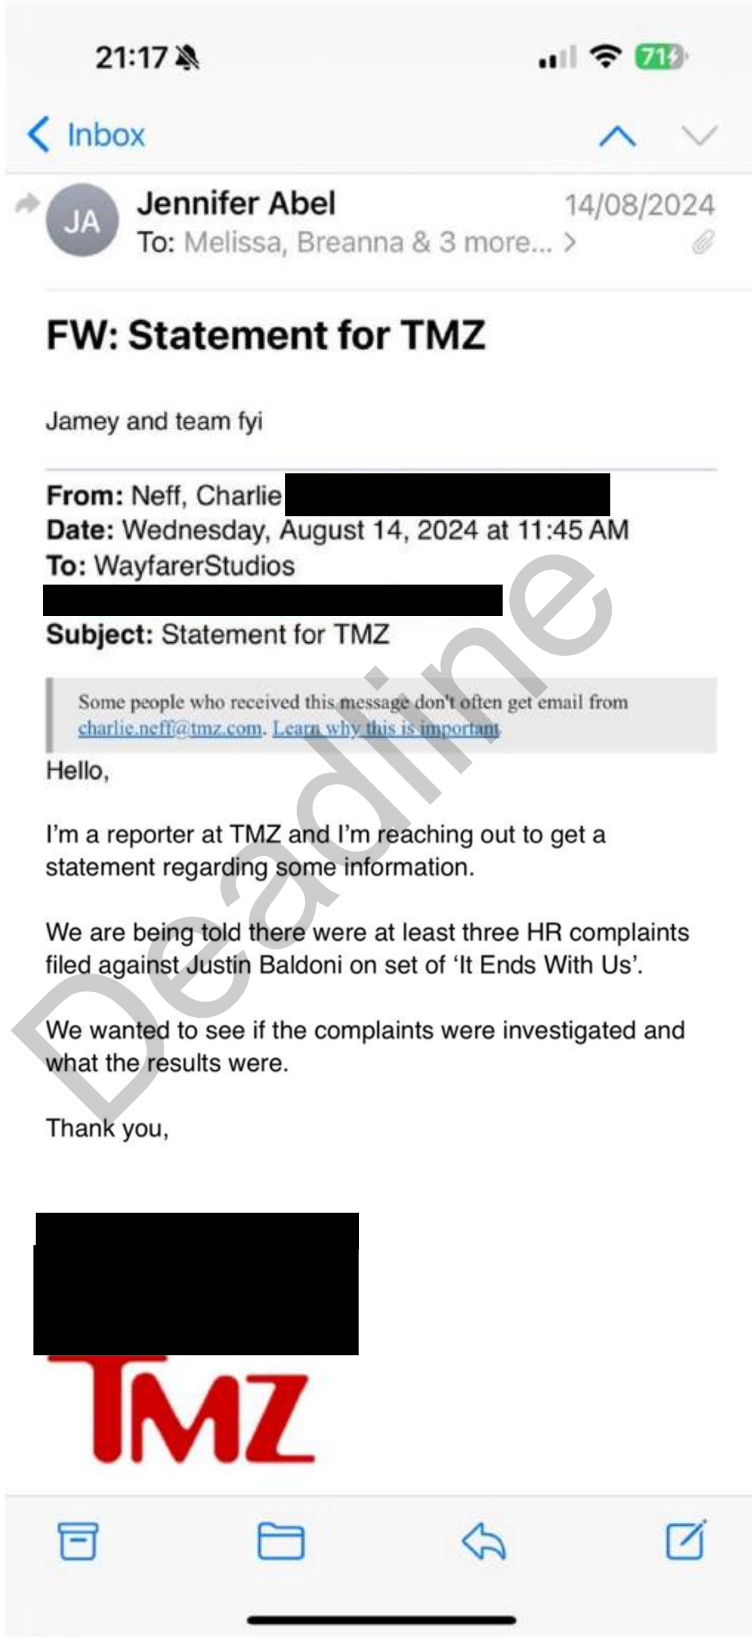 21:17
71
Inbox
JA
Jennifer Abel
14/08/2024
To: Melissa, Breanna & 3 more...
FW: Statement for TMZ
Jamey and team fyi
From: Neff, Charlie
Date: Wednesday, August 14, 2024 at 11:45 AM
To: WayfarerStudios
Subject: Statement for TMZ
Some people who received this message don't often get email from
charlie.neff@tmz.com. Learn why this is important
Hello,
I'm a reporter at TMZ and I'm reaching out to get a
statement regarding some information.
We are being told there were at least three HR complaints
filed against Justin Baldoni on set of ‘It Ends With Us’.
We wanted to see if the complaints were investigated and
what the results were.
Thank you,
TMZ
Deadline